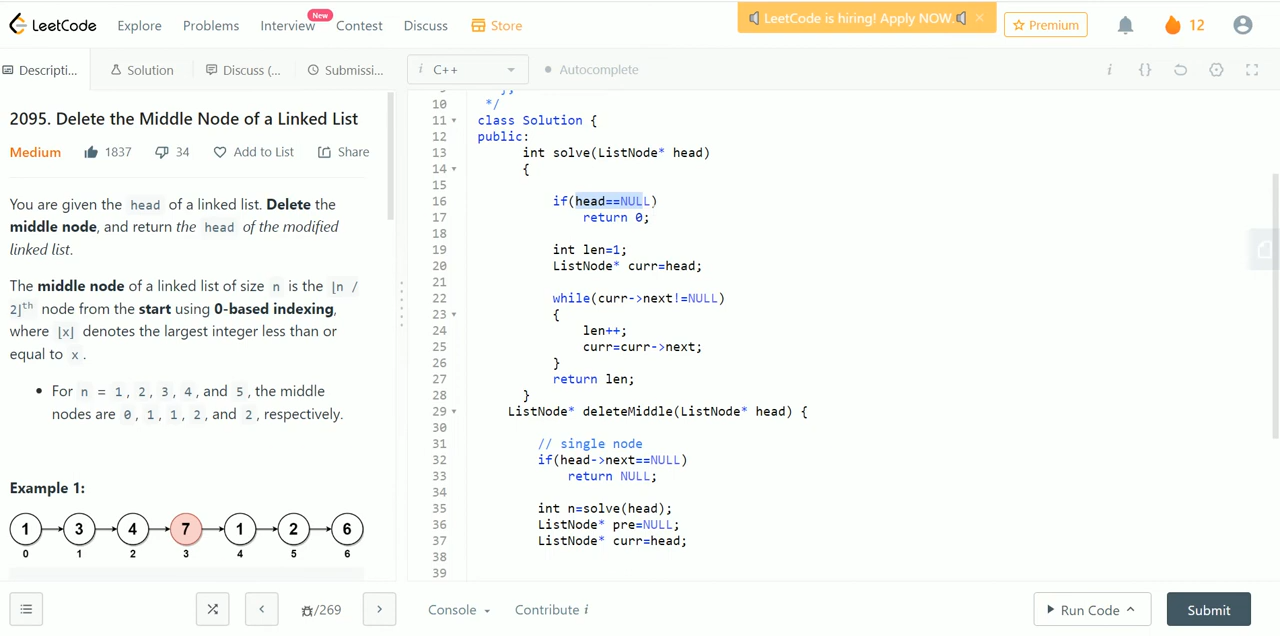 LeetCode
Explore
Problems
Interview
New
Contest
Discuss
Store
LeetCode is hiring! Apply NOW
Premium
12
Descripti...
Solution
Discuss (...
Submissi...
i C++
Autocomplete
2095. Delete the Middle Node of a Linked List
Medium 1837 34 Add to List Share
You are given the head of a linked list. Delete the
middle node, and return the head of the modified
linked list.
The middle node of a linked list of size n is the ⌊n /
2⌋th node from the start using 0-based indexing,
where ⌊x⌋ denotes the largest integer less than or
equal to x.
• For n = 1, 2, 3, 4, and 5, the middle
nodes are 0, 1, 1, 2, and 2, respectively.
Example 1:
1 3 4 7 1 2 6
0 1 2 3 4 5 6
10 */
11 class Solution {
12 public:
13 int solve(ListNode* head)
14 {
15
16 if(head==NULL)
17 return 0;
18
19 int len=1;
20 ListNode* curr=head;
21
22 while(curr->next!=NULL)
23 {
24 len++;
25 curr=curr->next;
26 }
27 return len;
28 }
29 ListNode* deleteMiddle(ListNode* head) {
30
31 // single node
32 if(head->next==NULL)
33 return NULL;
34
35 int n=solve(head);
36 ListNode* pre=NULL;
37 ListNode* curr=head;
38
39
/269
Console
Contribute i
Run Code
Submit